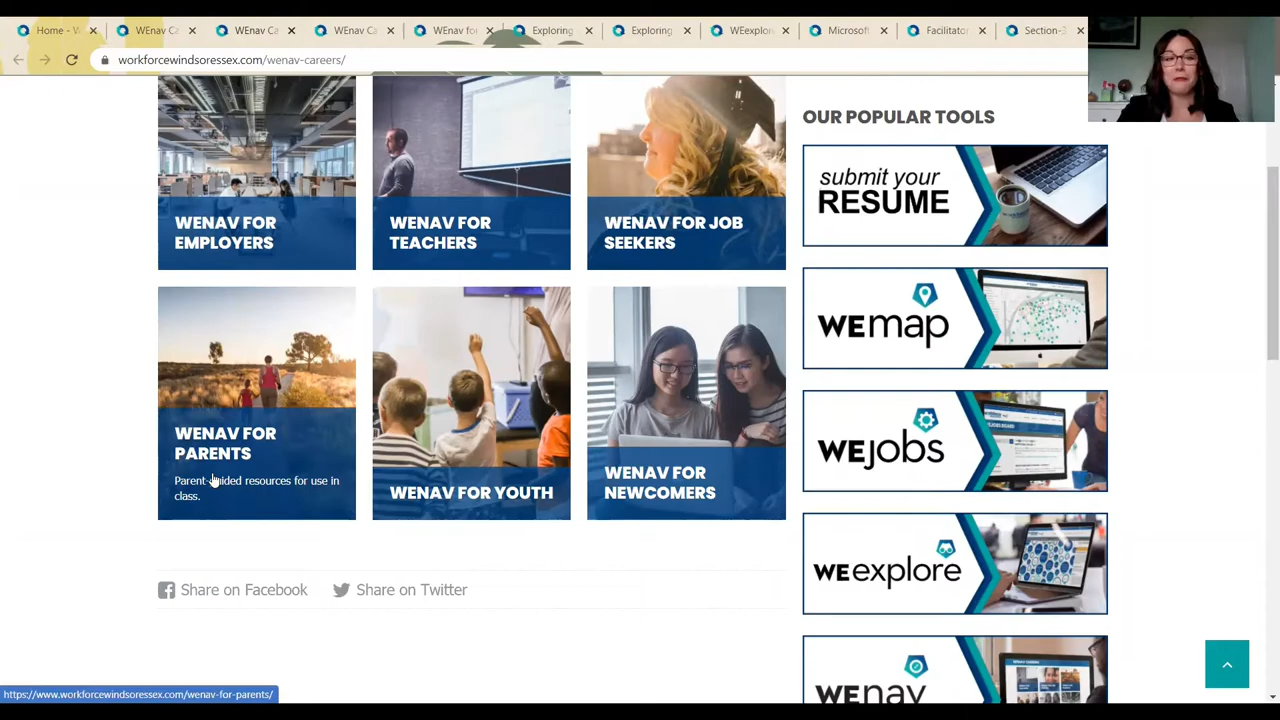 Home - W
WEnav Ca
WEnav Ca
WEnav Ca
WEnav fo
Exploring
Exploring
WEexplor
Microsoft
Facilitator
Section-
workforcewindsoressex.com/wenav-careers/
WENAV FOR
EMPLOYERS
WENAV FOR
TEACHERS
WENAV FOR JOB
SEEKERS
WENAV FOR
PARENTS
Parent guided resources for use in
class.
WENAV FOR YOUTH
WENAV FOR
NEWCOMERS
Share on Facebook
Share on Twitter
OUR POPULAR TOOLS
submit your
RESUME
WEmap
WEjobs
WEexplore
WEnav
https://www.workforcewindsoressex.com/wenav-for-parents/